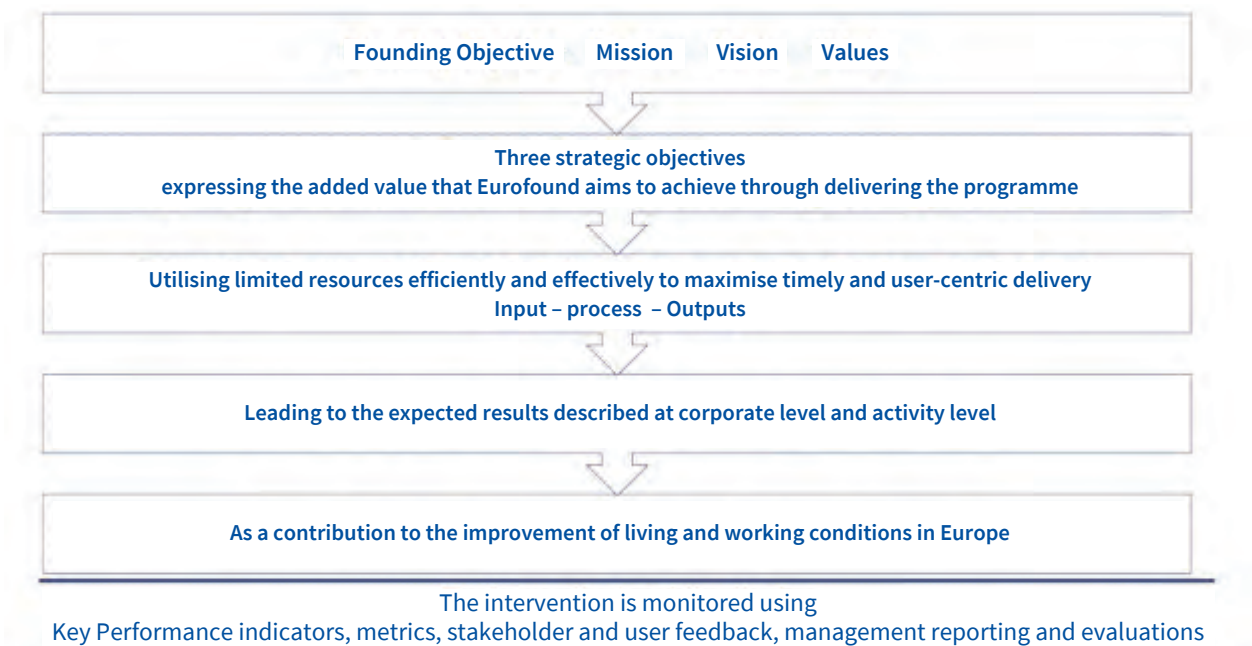 Founding Objective Mission Vision Values
Three strategic objectives
expressing the added value that Eurofound aims to achieve through delivering the programme
Utilising limited resources efficiently and effectively to maximise timely and user-centric delivery
Input – process – Outputs
Leading to the expected results described at corporate level and activity level
As a contribution to the improvement of living and working conditions in Europe
The intervention is monitored using
Key Performance indicators, metrics, stakeholder and user feedback, management reporting and evaluations